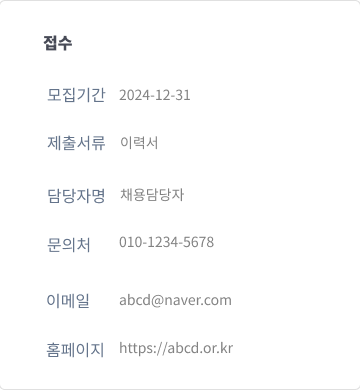 접수
모집기간 2024-12-31
제출서류 이력서
담당자명 채용담당자
문의처 010-1234-5678
이메일 abcd@naver.com
홈페이지 https://abcd.or.kr